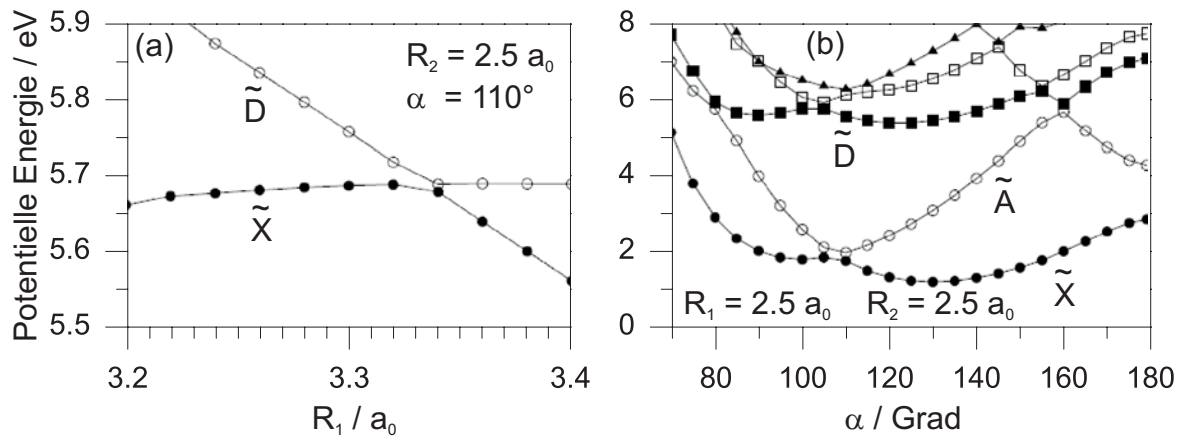 Potentielle Energie / eV
5.9
5.8
5.7
5.6
5.5
(a)
R₂ = 2.5 a₀
α = 110°
D̃
X̃
3.2 3.3 3.4
R₁ / a₀
8
6
4
2
0
(b)
D̃
Ã
X̃
R₁ = 2.5 a₀ R₂ = 2.5 a₀
80 100 120 140 160 180
α / Grad